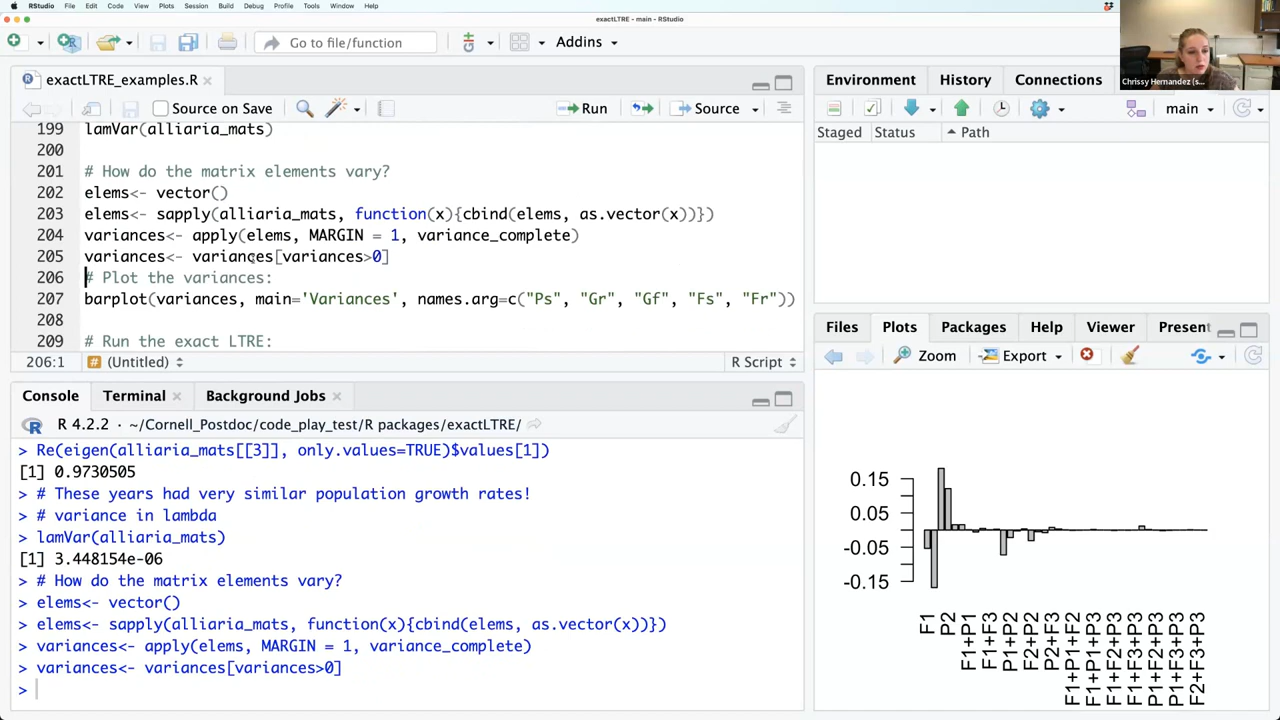 RStudio File Edit Code View Plots Session Build Debug Profile Tools Window Help
exactLTRE - main - RStudio
Go to file/function
Addins
exactLTRE_examples.R
Source on Save
Run
Source
199 lamVar(alliaria_mats)
200
201 # How do the matrix elements vary?
202 elems<- vector()
203 elems<- sapply(alliaria_mats, function(x){cbind(elems, as.vector(x))})
204 variances<- apply(elems, MARGIN = 1, variance_complete)
205 variances<- variances[variances>0]
206 # Plot the variances:
207 barplot(variances, main='Variances', names.arg=c("Ps", "Gr", "Gf", "Fs", "Fr"))
208
209 # Run the exact LTRE:
206:1
(Untitled)
R Script
Console Terminal Background Jobs
R 4.2.2 · ~/Cornell_Postdoc/code_play_test/R packages/exactLTRE/
> Re(eigen(alliaria_mats[[3]], only.values=TRUE)$values[1])
[1] 0.9730505
> # These years had very similar population growth rates!
> # variance in lambda
> lamVar(alliaria_mats)
[1] 3.448154e-06
> # How do the matrix elements vary?
> elems<- vector()
> elems<- sapply(alliaria_mats, function(x){cbind(elems, as.vector(x))})
> variances<- apply(elems, MARGIN = 1, variance_complete)
> variances<- variances[variances>0]
>
Environment History Connections
main
Staged Status Path
Chrissy Hernandez (s...
Files Plots Packages Help Viewer Present
Zoom Export
0.15
0.05
-0.05
-0.15
F1
P2
F1+P1
F1+F3
P1+P2
F2+P2
P2+F3
F1+P1+F2
F1+P1+P3
F1+F2+P3
F1+F3+P3
P1+F2+P3
P1+F3+P3
F2+F3+P3